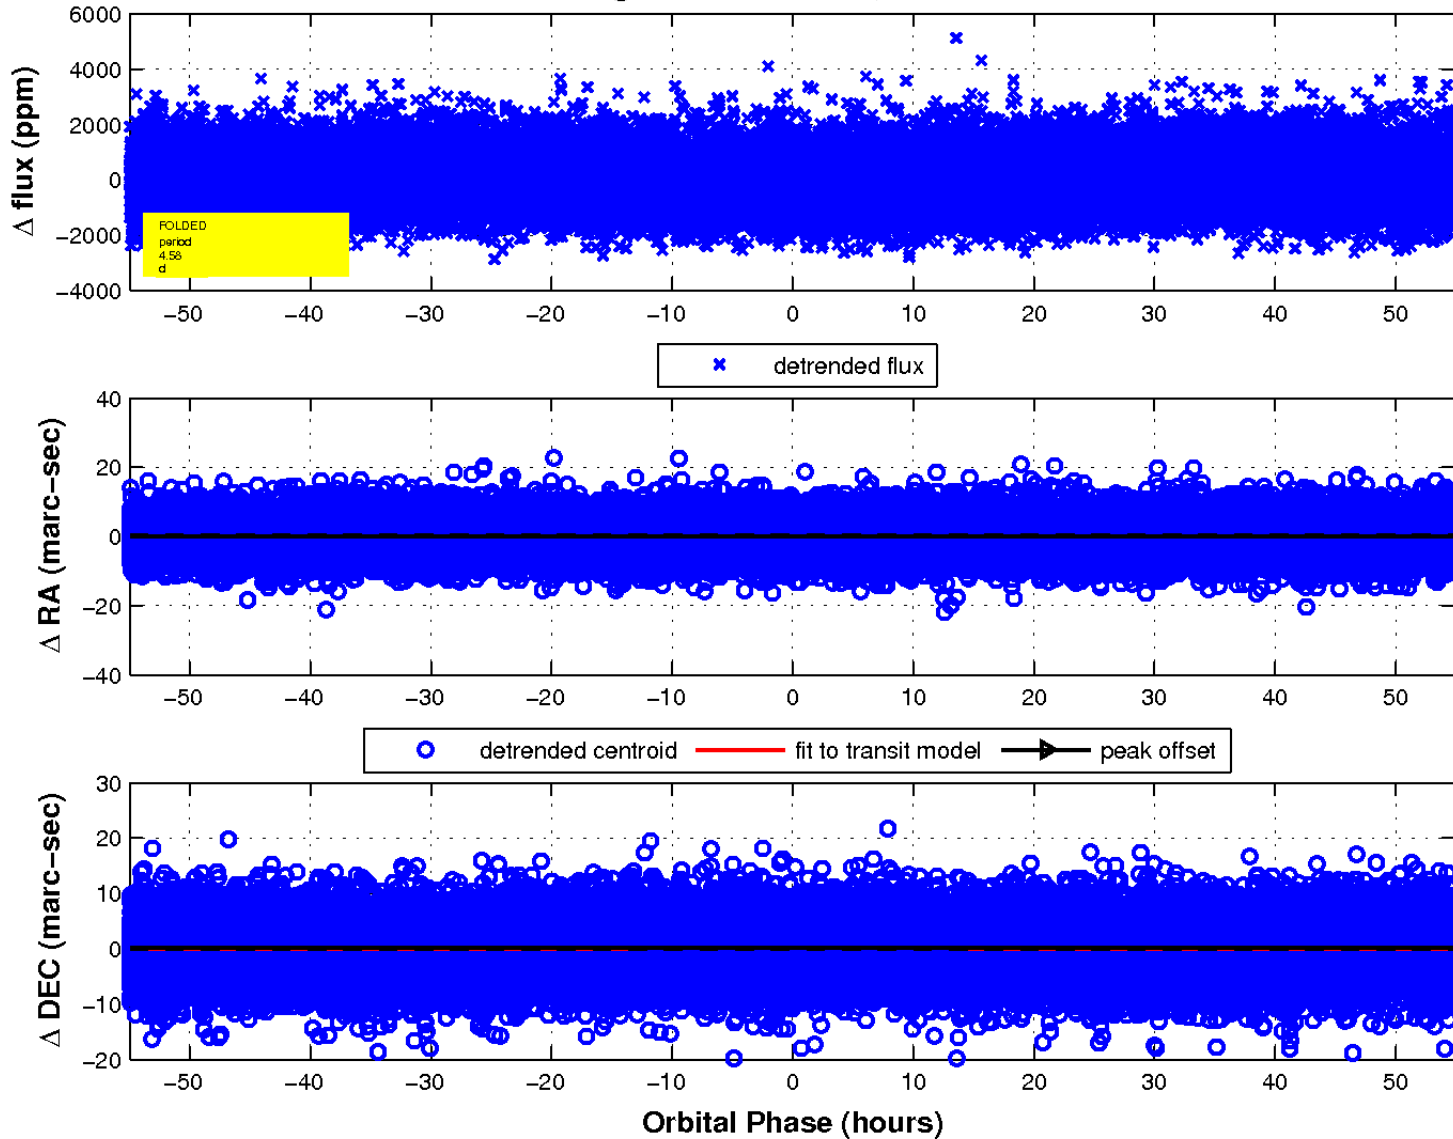 6000
4000
2000
0
−2000
−4000
Δ flux (ppm)
FOLDED
period
4.58
d
−50 −40 −30 −20 −10 0 10 20 30 40 50
detrended flux
40
20
0
−20
−40
Δ RA (marc−sec)
−50 −40 −30 −20 −10 0 10 20 30 40 50
detrended centroid fit to transit model peak offset
30
20
10
0
−10
−20
Δ DEC (marc−sec)
−50 −40 −30 −20 −10 0 10 20 30 40 50
Orbital Phase (hours)